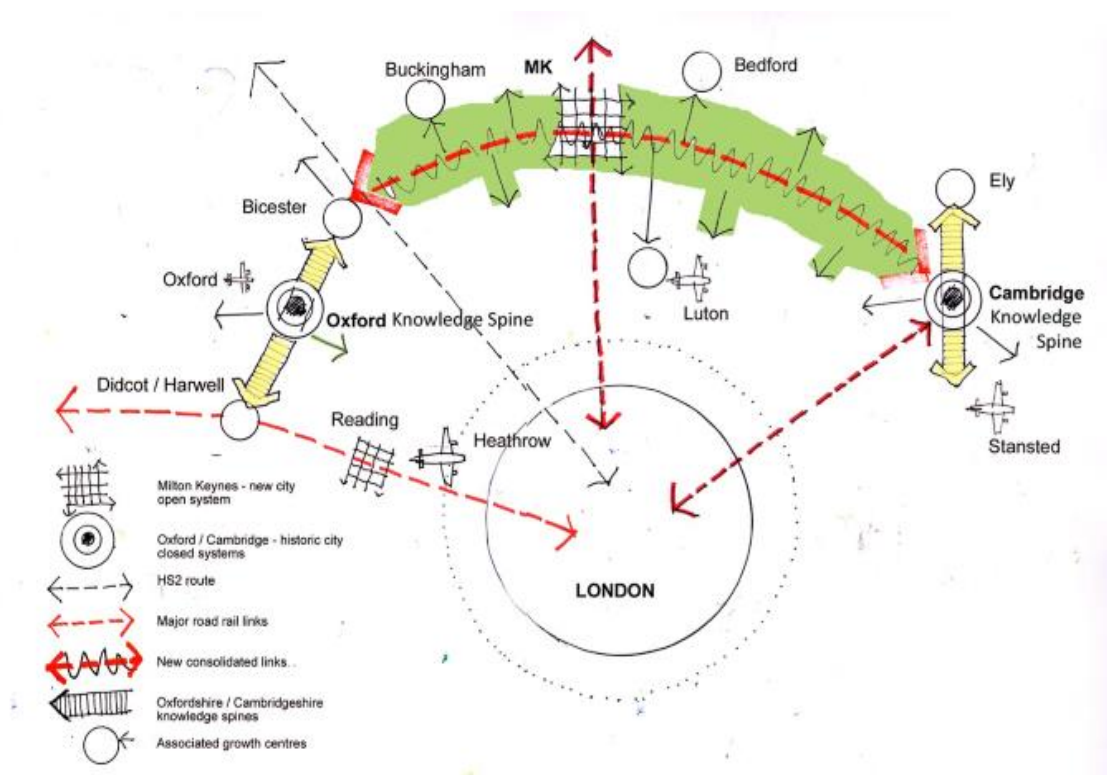 Buckingham
MK
Bedford
Bicester
Ely
Oxford
Oxford Knowledge Spine
Luton
Cambridge
Knowledge
Spine
Didcot / Harwell
Reading
Heathrow
Stansted
LONDON
Milton Keynes - new city
open system
Oxford / Cambridge - historic city
closed systems
HS2 route
Major road rail links
New consolidated links. .
Oxfordshire / Cambridgeshire
knowledge spines
Associated growth centres